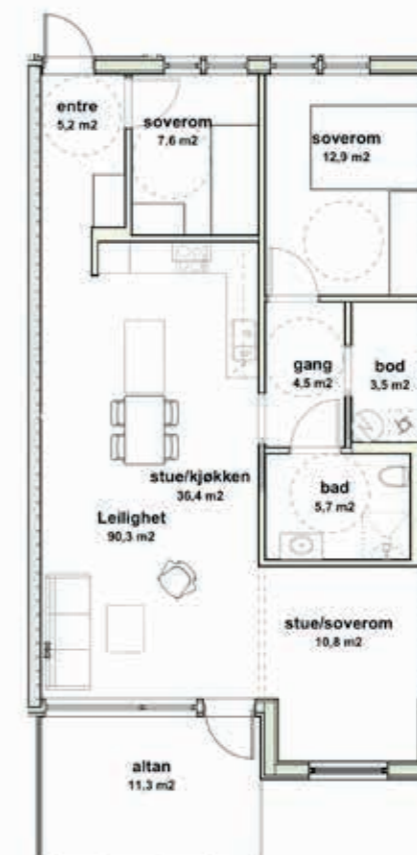 entre
5,2 m2
soverom
7,6 m2
soverom
12,9 m2
gang
4,5 m2
bod
3,5 m2
stue/kjøkken
36,4 m2
bad
5,7 m2
Leilighet
90,3 m2
stue/soverom
10,8 m2
altan
11,3 m2